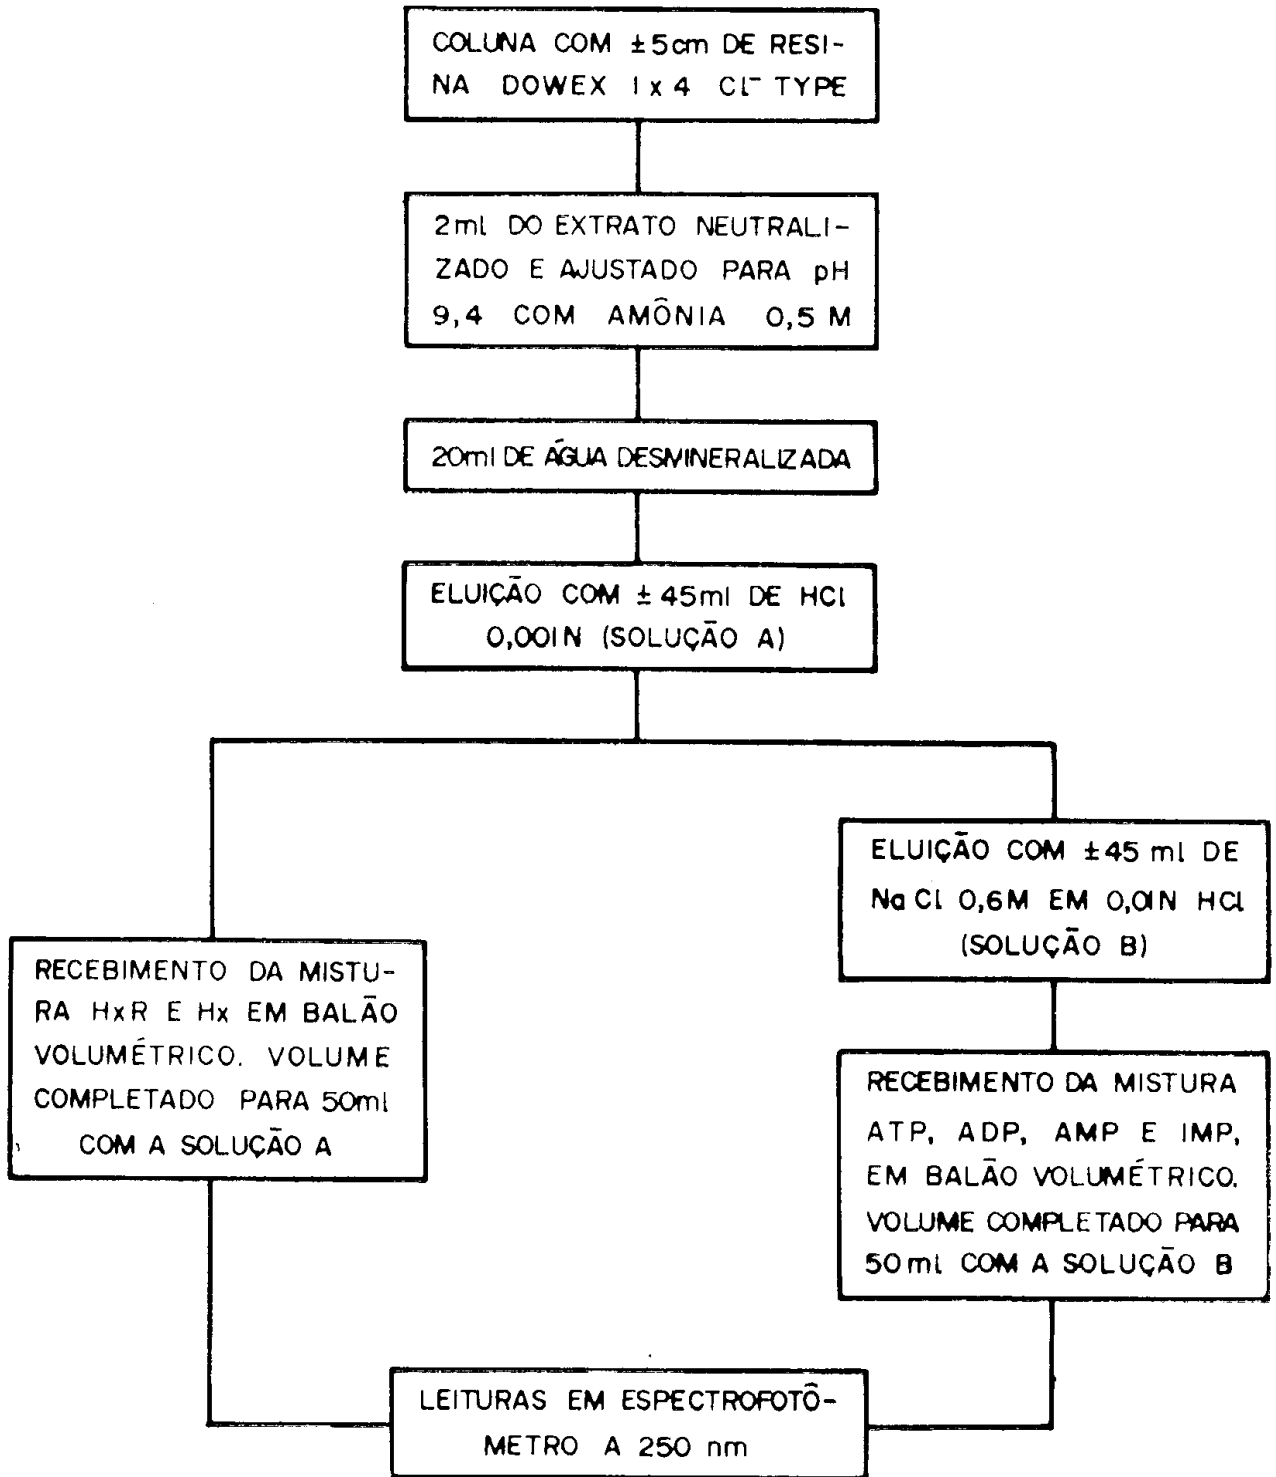 COLUNA COM ±5cm DE RESI-
NA DOWEX 1 x 4 Cl⁻ TYPE
2ml DO EXTRATO NEUTRALI-
ZADO E AJUSTADO PARA pH
9,4 COM AMÔNIA 0,5 M
20ml DE ÁGUA DESMINERALIZADA
ELUIÇÃO COM ±45ml DE HCl
0,001N (SOLUÇÃO A)
ELUIÇÃO COM ±45 ml DE
NaCl 0,6M EM 0,01N HCl
(SOLUÇÃO B)
RECEBIMENTO DA MISTU-
RA HxR E Hx EM BALÃO
VOLUMÉTRICO. VOLUME
COMPLETADO PARA 50ml
COM A SOLUÇÃO A
RECEBIMENTO DA MISTURA
ATP, ADP, AMP E IMP,
EM BALÃO VOLUMÉTRICO.
VOLUME COMPLETADO PARA
50ml COM A SOLUÇÃO B
LEITURAS EM ESPECTROFOTÔ-
METRO A 250 nm